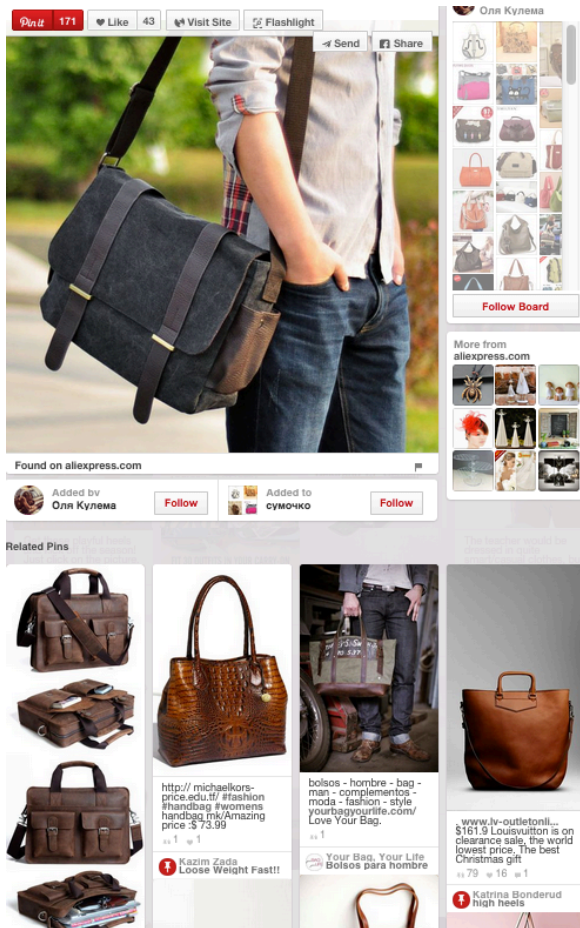 Pin it 171 Like 43 Visit Site Flashlight
Send Share
Оля Кулема
Follow Board
More from
aliexpress.com
Found on aliexpress.com
Added by
Оля Кулема
Follow
Added to
сумочко
Follow
Related Pins
http:// michaelkors-
price.edu.tf/ #fashion
#handbag #womens
handbag mk/Amazing
price :$ 73.99
1 1
Kazim Zada
Loose Weight Fast!!
bolsos - hombre - bag -
man - complementos -
moda - fashion - style
yourbagyourlife.com/
Love Your Bag.
1
Your Bag, Your Life
Bolsos para hombre
www.lv-outletonli...
$161.9 Louisvuitton is on
clearance sale, the world
lowest price. The best
Christmas gift
79 16 1
Katrina Bonderud
high heels